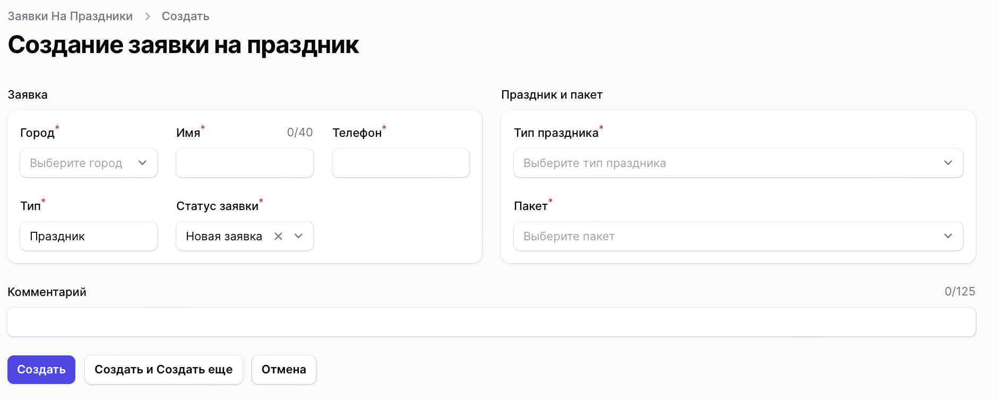 Заявки На Праздники > Создать
Создание заявки на праздник
Заявка
Город* Имя* 0/40 Телефон*
Выберите город
Тип* Статус заявки*
Праздник Новая заявка
Праздник и пакет
Тип праздника*
Выберите тип праздника
Пакет*
Выберите пакет
Комментарий 0/125
Создать Создать и Создать еще Отмена